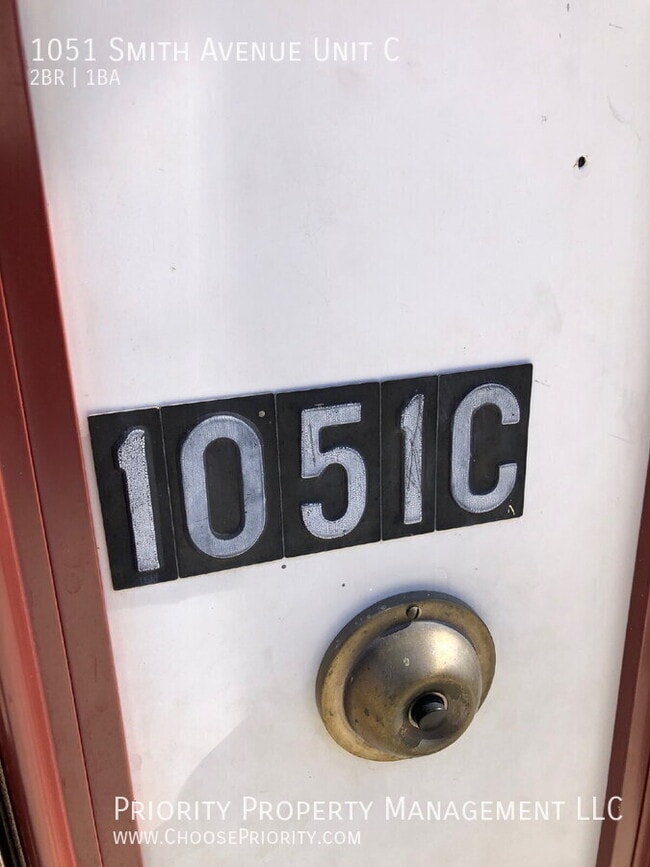 1051 Smith Avenue Unit C
2BR | 1BA
1051C
Priority Property Management LLC
www.ChoosePriority.com